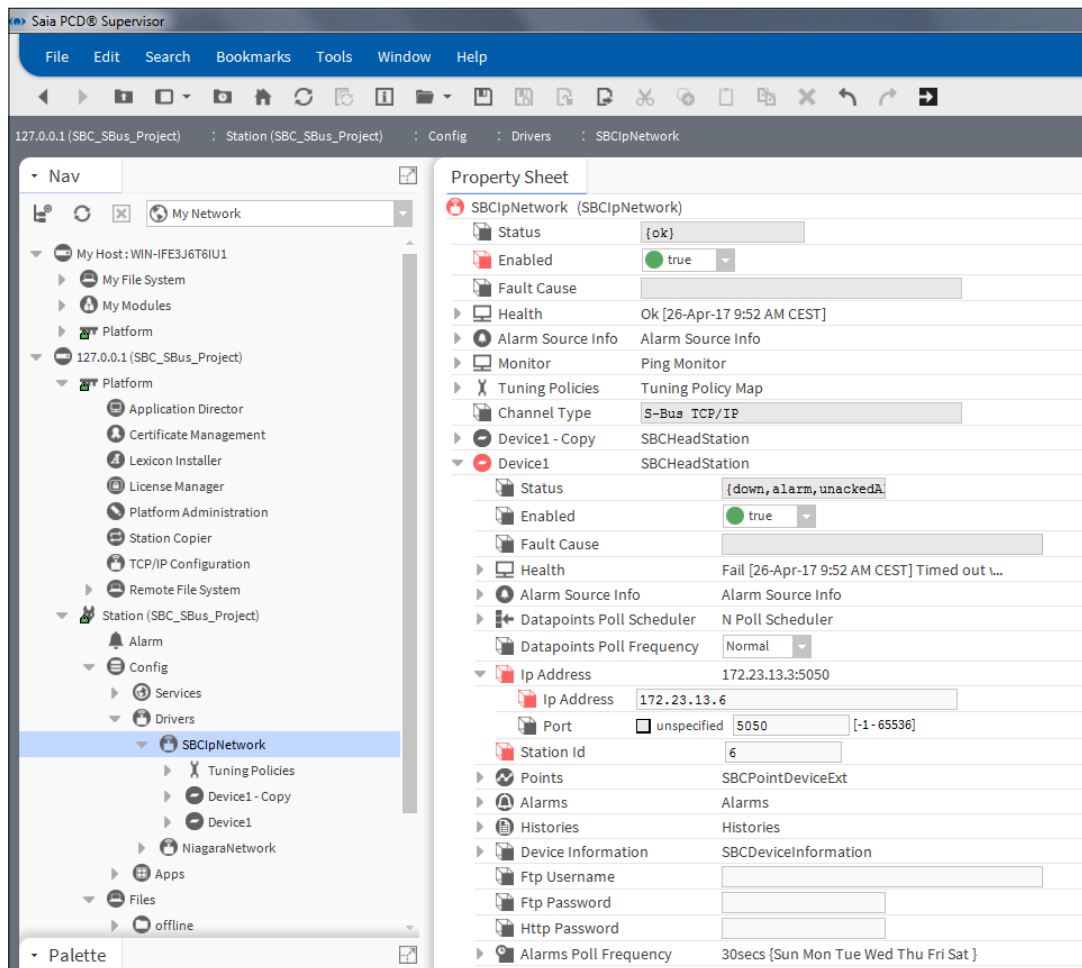 Saia PCD® Supervisor
File Edit Search Bookmarks Tools Window Help
127.0.0.1 (SBC_SBus_Project) : Station (SBC_SBus_Project) : Config : Drivers : SBCIpNetwork
Nav
My Network
My Host : WIN-IFE3J6T6IU1
My File System
My Modules
Platform
127.0.0.1 (SBC_SBus_Project)
Platform
Application Director
Certificate Management
Lexicon Installer
License Manager
Platform Administration
Station Copier
TCP/IP Configuration
Remote File System
Station (SBC_SBus_Project)
Alarm
Config
Services
Drivers
SBCIpNetwork
Tuning Policies
Device1 - Copy
Device1
NiagaraNetwork
Apps
Files
offline
Palette
Property Sheet
SBCIpNetwork (SBCIpNetwork)
Status {ok}
Enabled true
Fault Cause
Health Ok [26-Apr-17 9:52 AM CEST]
Alarm Source Info Alarm Source Info
Monitor Ping Monitor
Tuning Policies Tuning Policy Map
Channel Type S-Bus TCP/IP
Device1 - Copy SBCHeadStation
Device1 SBCHeadStation
Status {down,alarm,unackedA
Enabled true
Fault Cause
Health Fail [26-Apr-17 9:52 AM CEST] Timed out ...
Alarm Source Info Alarm Source Info
Datapoints Poll Scheduler N Poll Scheduler
Datapoints Poll Frequency Normal
Ip Address 172.23.13.3:5050
Ip Address 172.23.13.6
Port unspecified 5050 [-1 - 65536]
Station Id 6
Points SBCPointDeviceExt
Alarms Alarms
Histories Histories
Device Information SBCDeviceInformation
Ftp Username
Ftp Password
Http Password
Alarms Poll Frequency 30secs {Sun Mon Tue Wed Thu Fri Sat }